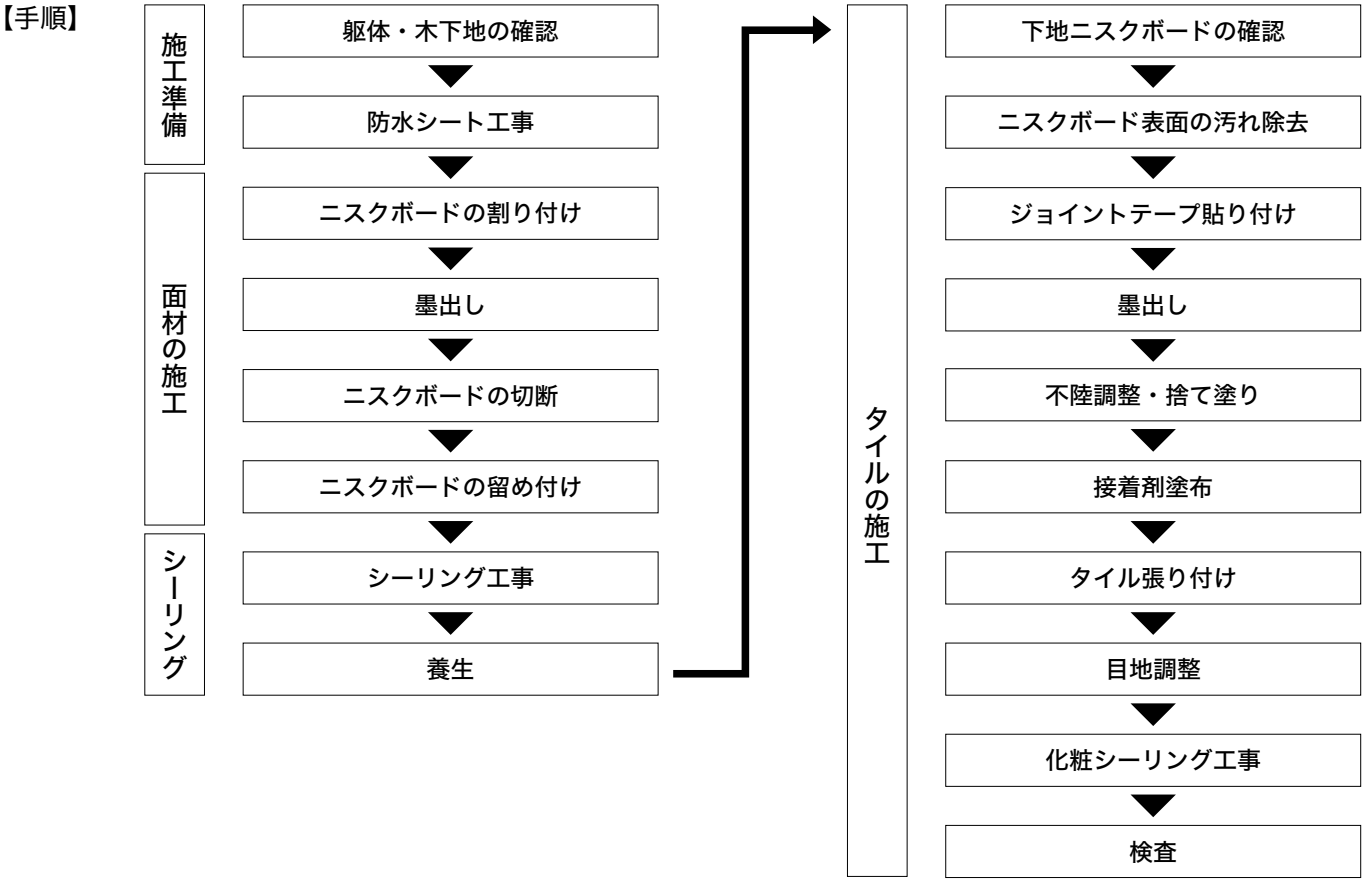 【手順】
施工準備
躯体・木下地の確認
防水シート工事
面材の施工
ニスクボードの割り付け
墨出し
ニスクボードの切断
ニスクボードの留め付け
シーリング
シーリング工事
養生
タイルの施工
下地ニスクボードの確認
ニスクボード表面の汚れ除去
ジョイントテープ貼り付け
墨出し
不陸調整・捨て塗り
接着剤塗布
タイル張り付け
目地調整
化粧シーリング工事
検査